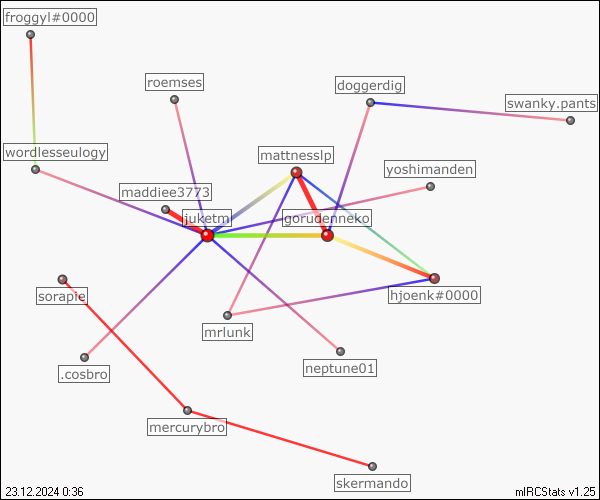 froggyl#0000
roemses
doggerdig
swanky.pants
wordlesseulogy
mattnesslp
yoshimanden
maddiee3773
juketm
gorudenneko
sorapie
hjoenk#0000
mrlunk
.cosbro
neptune01
mercurybro
skermando
23.12.2024 0:36
mIRCStats v1.25